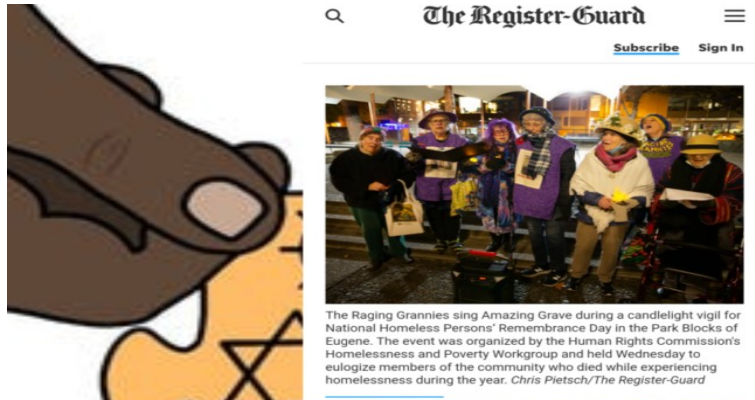 The Register-Guard
Subscribe Sign In
The Raging Grannies sing Amazing Grave during a candlelight vigil for
National Homeless Persons' Remembrance Day in the Park Blocks of
Eugene. The event was organized by the Human Rights Commission's
Homelessness and Poverty Workgroup and held Wednesday to
eulogize members of the community who died while experiencing
homelessness during the year. Chris Pietsch/The Register-Guard